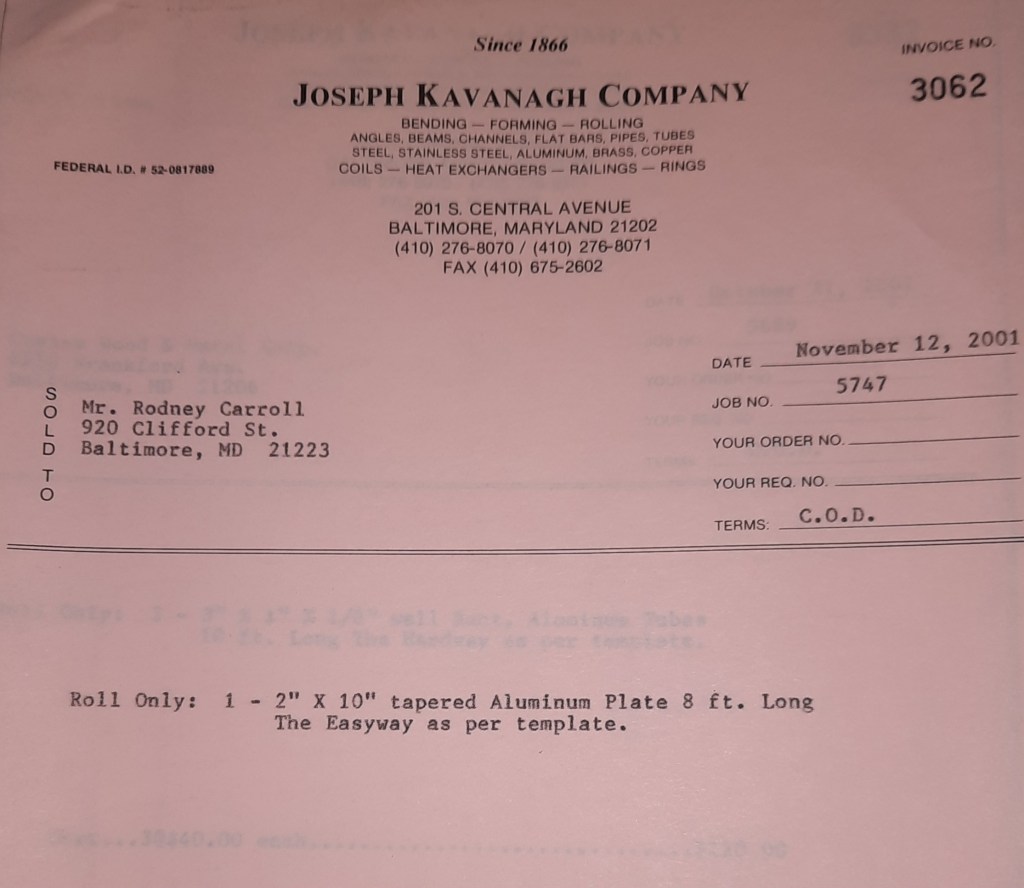 Since 1866
INVOICE NO.
3062
JOSEPH KAVANAGH COMPANY
BENDING — FORMING — ROLLING
ANGLES, BEAMS, CHANNELS, FLAT BARS, PIPES, TUBES
STEEL, STAINLESS STEEL, ALUMINUM, BRASS, COPPER
COILS — HEAT EXCHANGERS — RAILINGS — RINGS
FEDERAL I.D. # 52-0817889
201 S. CENTRAL AVENUE
BALTIMORE, MARYLAND 21202
(410) 276-8070 / (410) 276-8071
FAX (410) 675-2602
DATE November 12, 2001
JOB NO. 5747
YOUR ORDER NO.
YOUR REQ. NO.
TERMS: C.O.D.
SOLD TO
Mr. Rodney Carroll
920 Clifford St.
Baltimore, MD 21223
Roll Only: 1 - 2" X 10" tapered Aluminum Plate 8 ft. Long
The Easyway as per template.